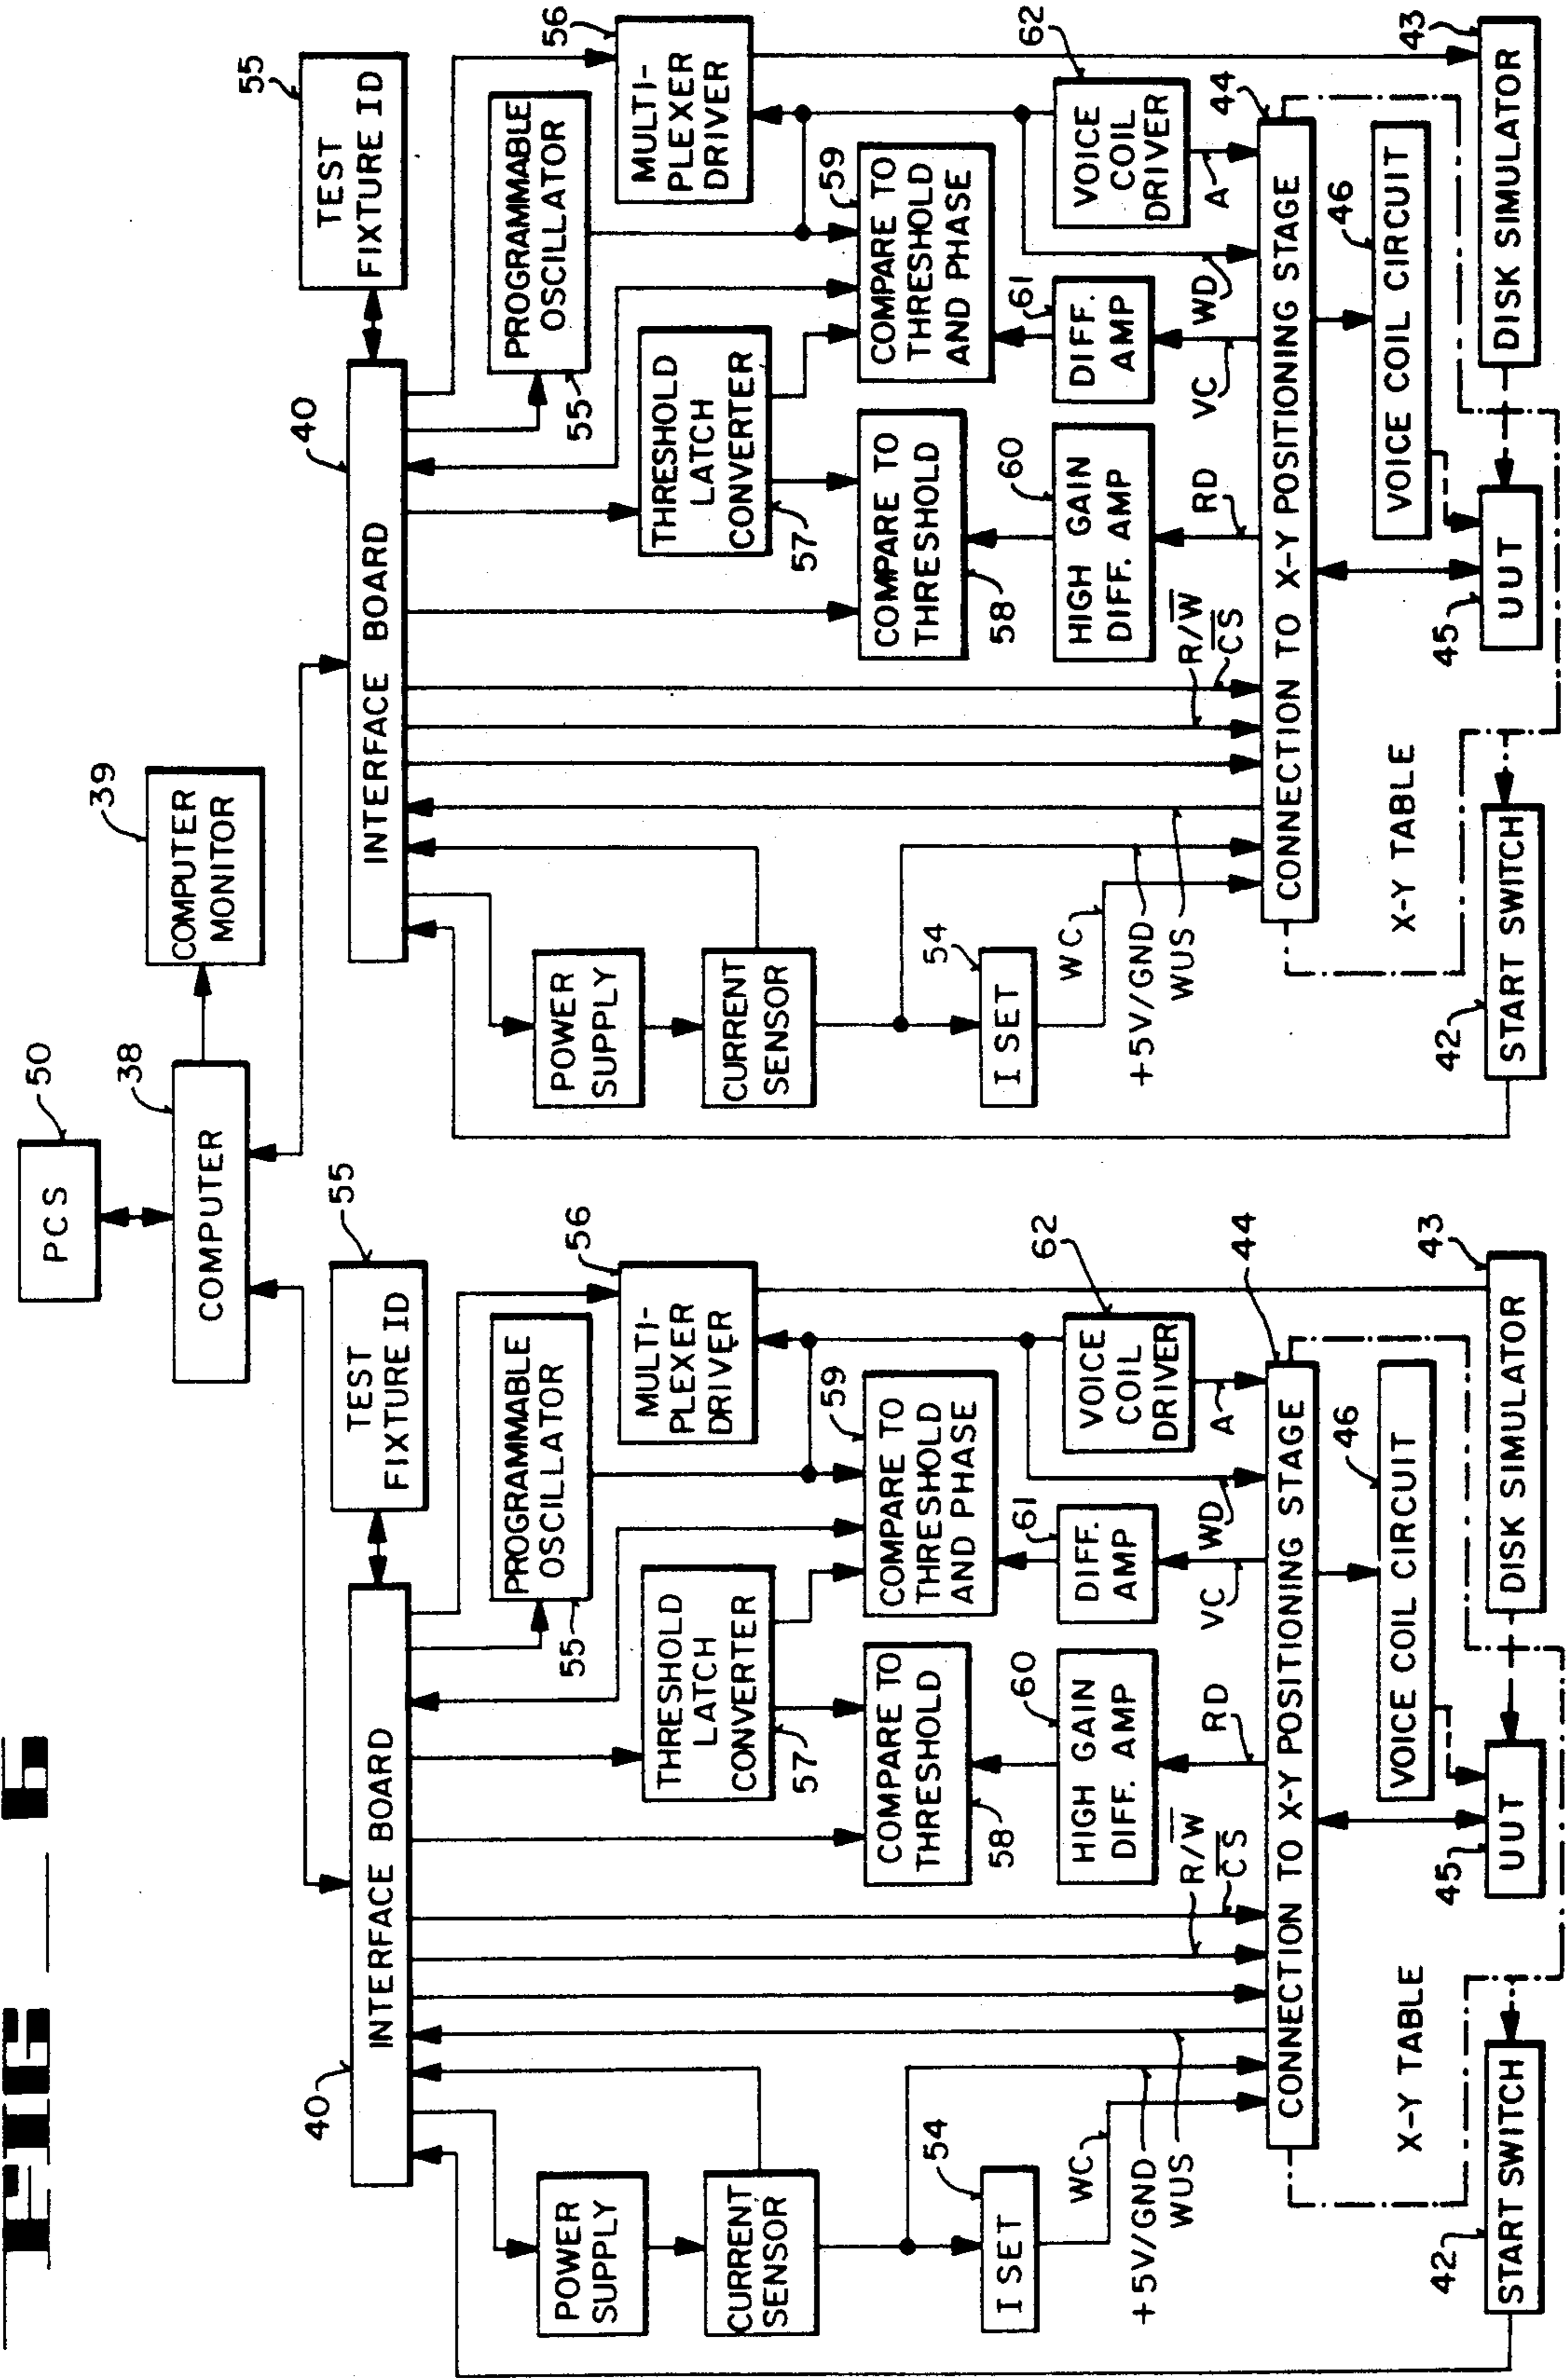 FIG 5
PCS
50
COMPUTER
38
COMPUTER
MONITOR
39
40
INTERFACE BOARD
TEST
FIXTURE ID
55
POWER
SUPPLY
CURRENT
SENSOR
I SET
54
WC
+5V/GND
WUS
R/W̅
C̅S̅
PROGRAMMABLE
OSCILLATOR
55
MULTI-
PLEXER
DRIVER
56
THRESHOLD
LATCH
CONVERTER
57
COMPARE TO
THRESHOLD
58
COMPARE TO
THRESHOLD
AND PHASE
59
HIGH GAIN
DIFF. AMP
60
DIFF.
AMP
61
VOICE
COIL
DRIVER
62
RD
VC
WD
A
CONNECTION TO X-Y POSITIONING STAGE
44
X-Y TABLE
VOICE COIL CIRCUIT
46
START SWITCH
42
UUT
45
DISK SIMULATOR
43
40
INTERFACE BOARD
TEST
FIXTURE ID
55
POWER
SUPPLY
CURRENT
SENSOR
I SET
54
WC
+5V/GND
WUS
R/W̅
C̅S̅
PROGRAMMABLE
OSCILLATOR
55
MULTI-
PLEXER
DRIVER
56
THRESHOLD
LATCH
CONVERTER
57
COMPARE TO
THRESHOLD
58
COMPARE TO
THRESHOLD
AND PHASE
59
HIGH GAIN
DIFF. AMP
60
DIFF.
AMP
61
VOICE
COIL
DRIVER
62
RD
VC
WD
A
CONNECTION TO X-Y POSITIONING STAGE
44
X-Y TABLE
VOICE COIL CIRCUIT
46
START SWITCH
42
UUT
45
DISK SIMULATOR
43